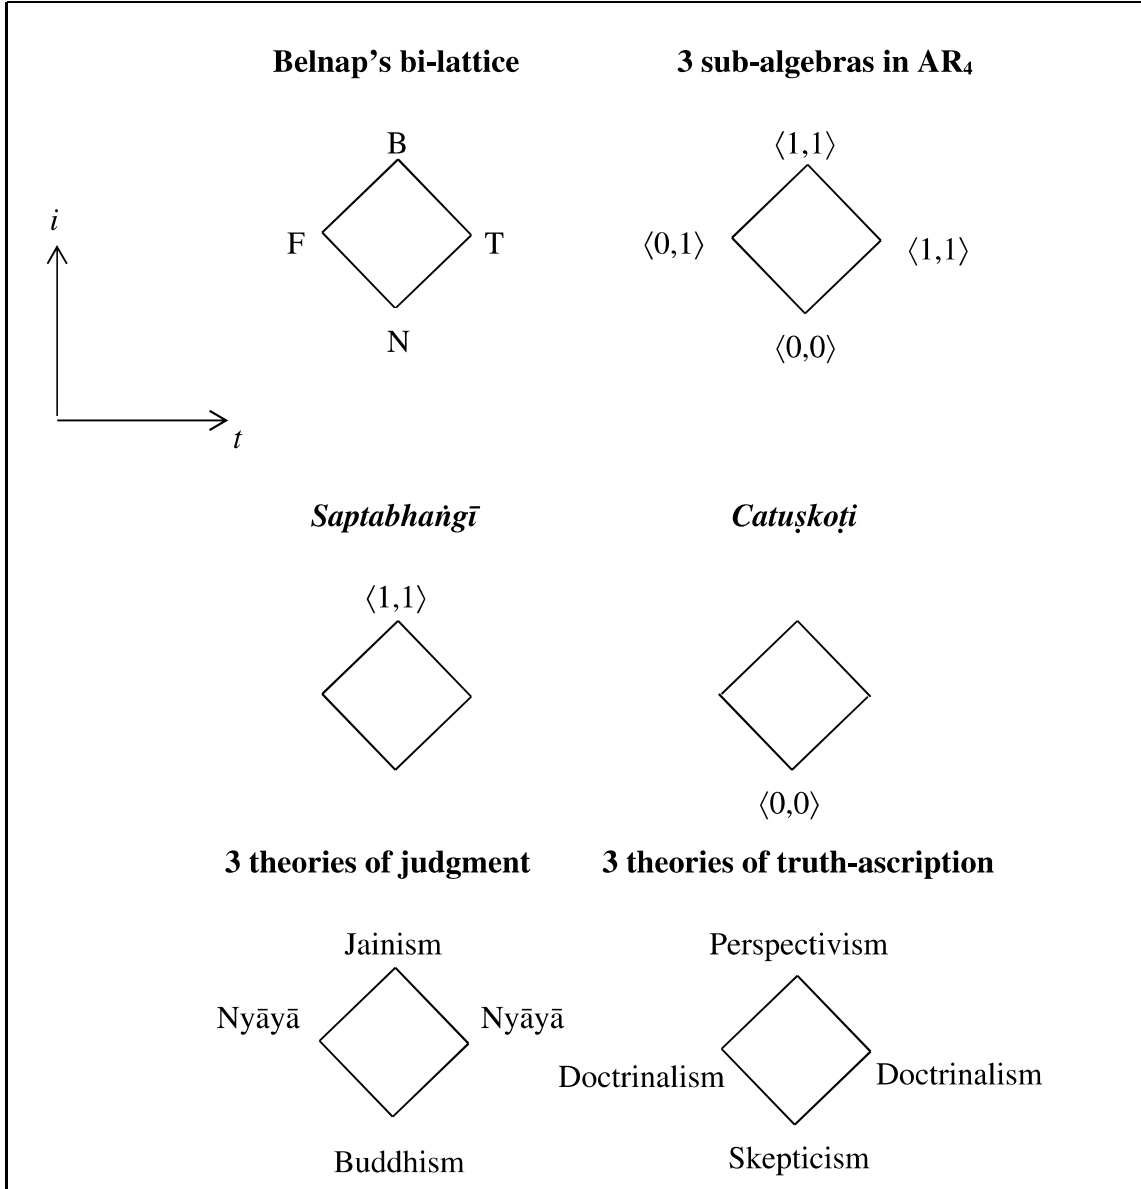 Belnap’s bi-lattice 3 sub-algebras in AR₄
B ⟨1,1⟩
i
F T ⟨0,1⟩ ⟨1,1⟩
N ⟨0,0⟩
t
Saptabhaṅgī Catuṣkoṭi
⟨1,1⟩
⟨0,0⟩
3 theories of judgment 3 theories of truth-ascription
Jainism Perspectivism
Nyāyā Nyāyā
Doctrinalism Doctrinalism
Buddhism Skepticism